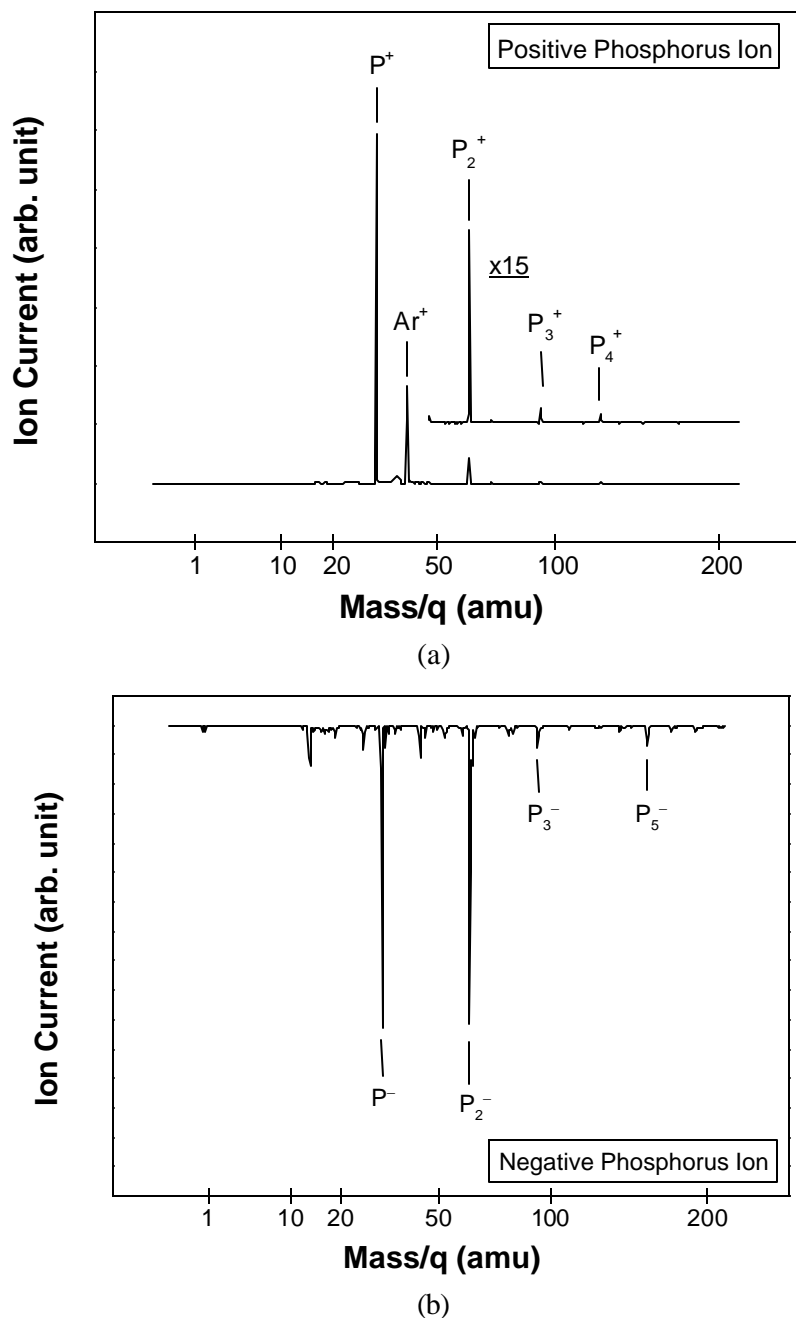 Positive Phosphorus Ion
P⁺
P₂⁺
x15
Ar⁺
P₃⁺
P₄⁺
Ion Current (arb. unit)
1 10 20 50 100 200
Mass/q (amu)
(a)
P₃⁻
P₅⁻
P⁻
P₂⁻
Ion Current (arb. unit)
Negative Phosphorus Ion
1 10 20 50 100 200
Mass/q (amu)
(b)